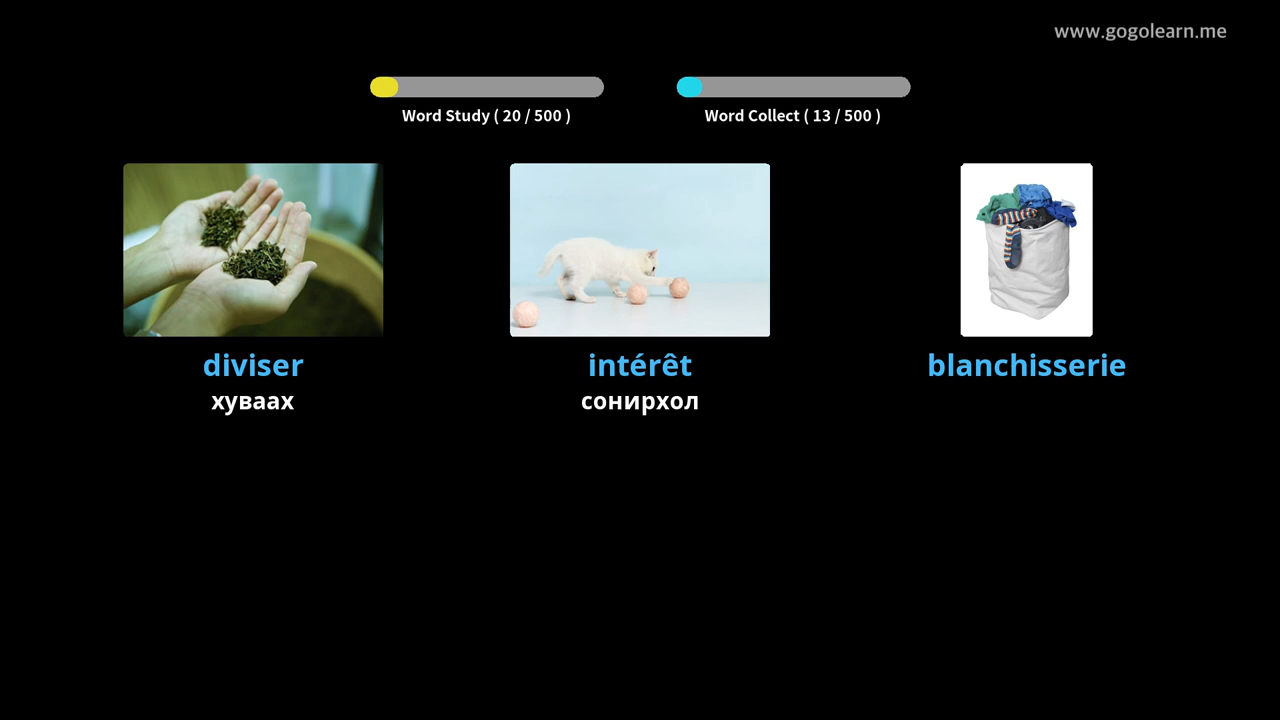 www.gogolearn.me
Word Study ( 20 / 500 )
Word Collect ( 13 / 500 )
diviser
хуваах
intérêt
сонирхол
blanchisserie